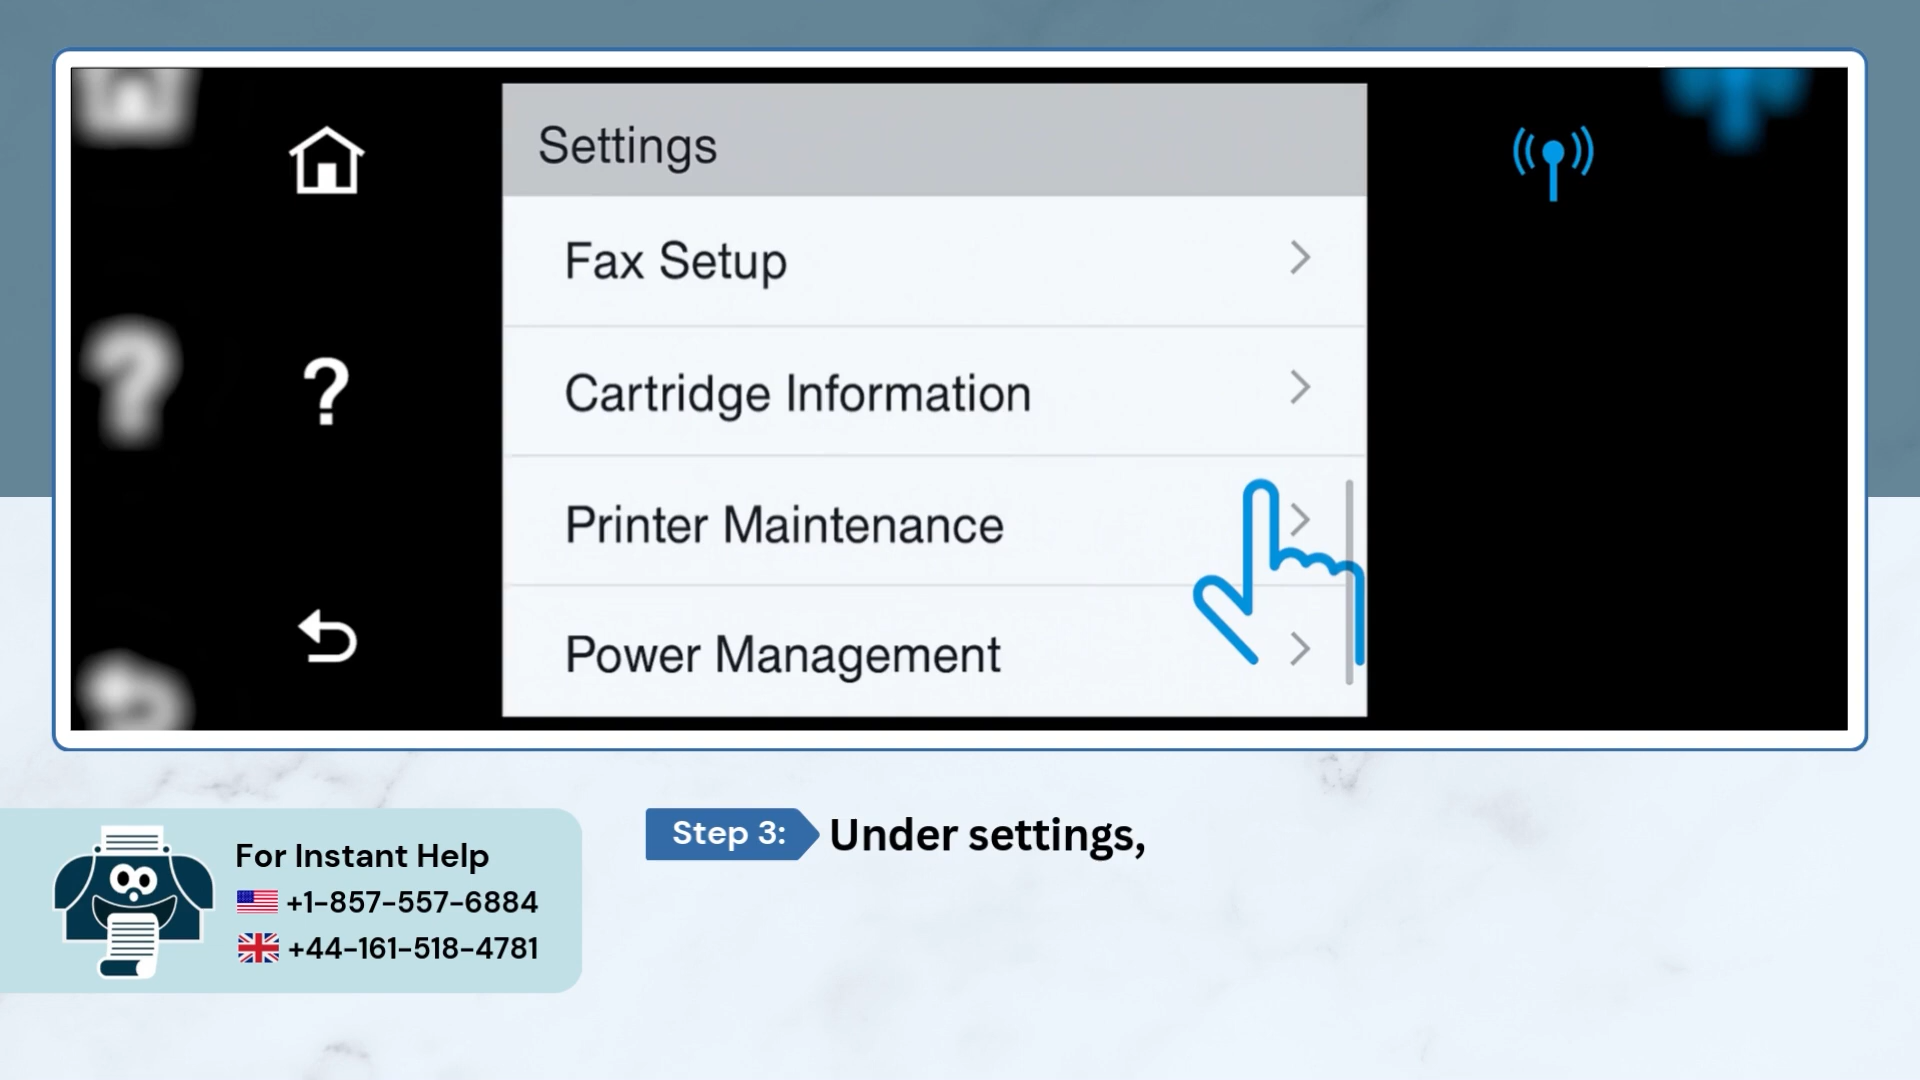 Settings
Fax Setup
Cartridge Information
Printer Maintenance
Power Management
For Instant Help
+1-857-557-6884
+44-161-518-4781
Step 3: Under settings,